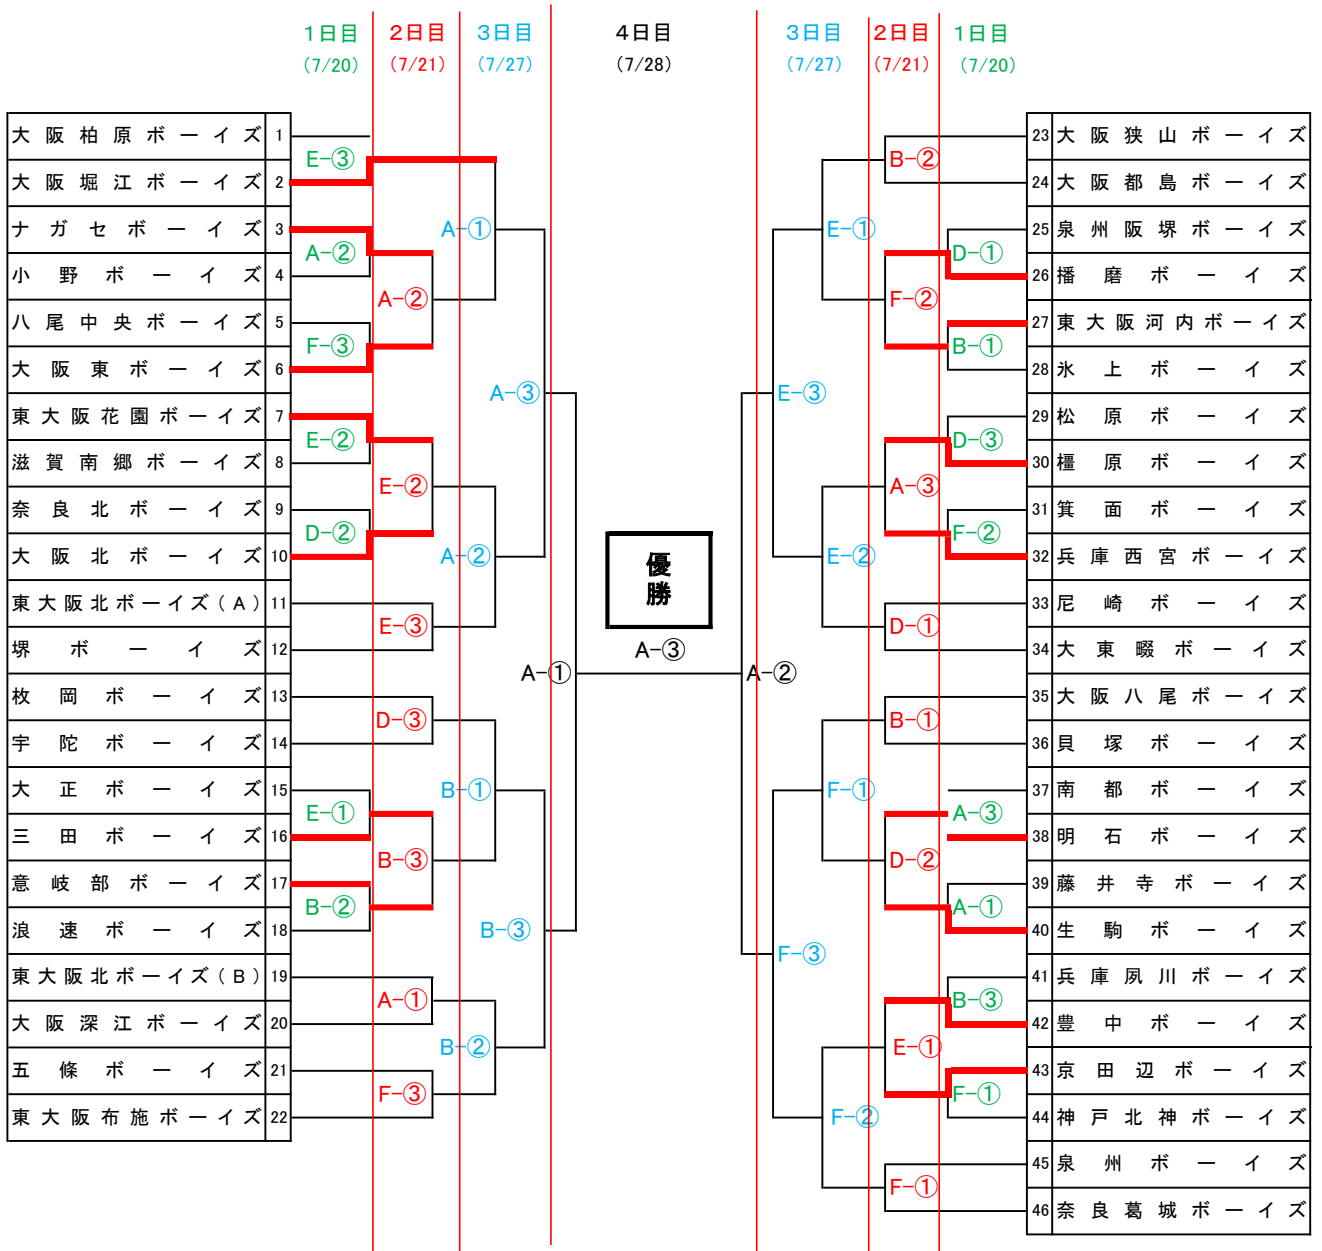 1日目 2日目 3日目 4日目 3日目 2日目 1日目
(7/20) (7/21) (7/27) (7/28) (7/27) (7/21) (7/20)
大阪柏原ボーイズ 1
大阪堀江ボーイズ 2
ナガセボーイズ 3
小野ボーイズ 4
八尾中央ボーイズ 5
大阪東ボーイズ 6
東大阪花園ボーイズ 7
滋賀南郷ボーイズ 8
奈良北ボーイズ 9
大阪北ボーイズ 10
東大阪北ボーイズ(A) 11
堺ボーイズ 12
枚岡ボーイズ 13
宇陀ボーイズ 14
大正ボーイズ 15
三田ボーイズ 16
意岐部ボーイズ 17
浪速ボーイズ 18
東大阪北ボーイズ(B) 19
大阪深江ボーイズ 20
五條ボーイズ 21
東大阪布施ボーイズ 22
E-③
A-②
F-③
E-②
D-②
E-①
B-②
A-②
E-②
E-③
D-③
B-③
A-①
F-③
A-①
A-②
B-①
B-②
A-③
B-③
A-①
優
勝
A-③
A-②
E-③
F-③
E-①
E-②
F-①
F-②
B-②
F-②
A-③
D-①
B-①
D-②
E-①
F-①
D-①
B-①
D-③
F-②
A-③
A-①
B-③
F-①
23 大阪狭山ボーイズ
24 大阪都島ボーイズ
25 泉州阪堺ボーイズ
26 播磨ボーイズ
27 東大阪河内ボーイズ
28 氷上ボーイズ
29 松原ボーイズ
30 橿原ボーイズ
31 箕面ボーイズ
32 兵庫西宮ボーイズ
33 尼崎ボーイズ
34 大東畷ボーイズ
35 大阪八尾ボーイズ
36 貝塚ボーイズ
37 南都ボーイズ
38 明石ボーイズ
39 藤井寺ボーイズ
40 生駒ボーイズ
41 兵庫夙川ボーイズ
42 豊中ボーイズ
43 京田辺ボーイズ
44 神戸北神ボーイズ
45 泉州ボーイズ
46 奈良葛城ボーイズ